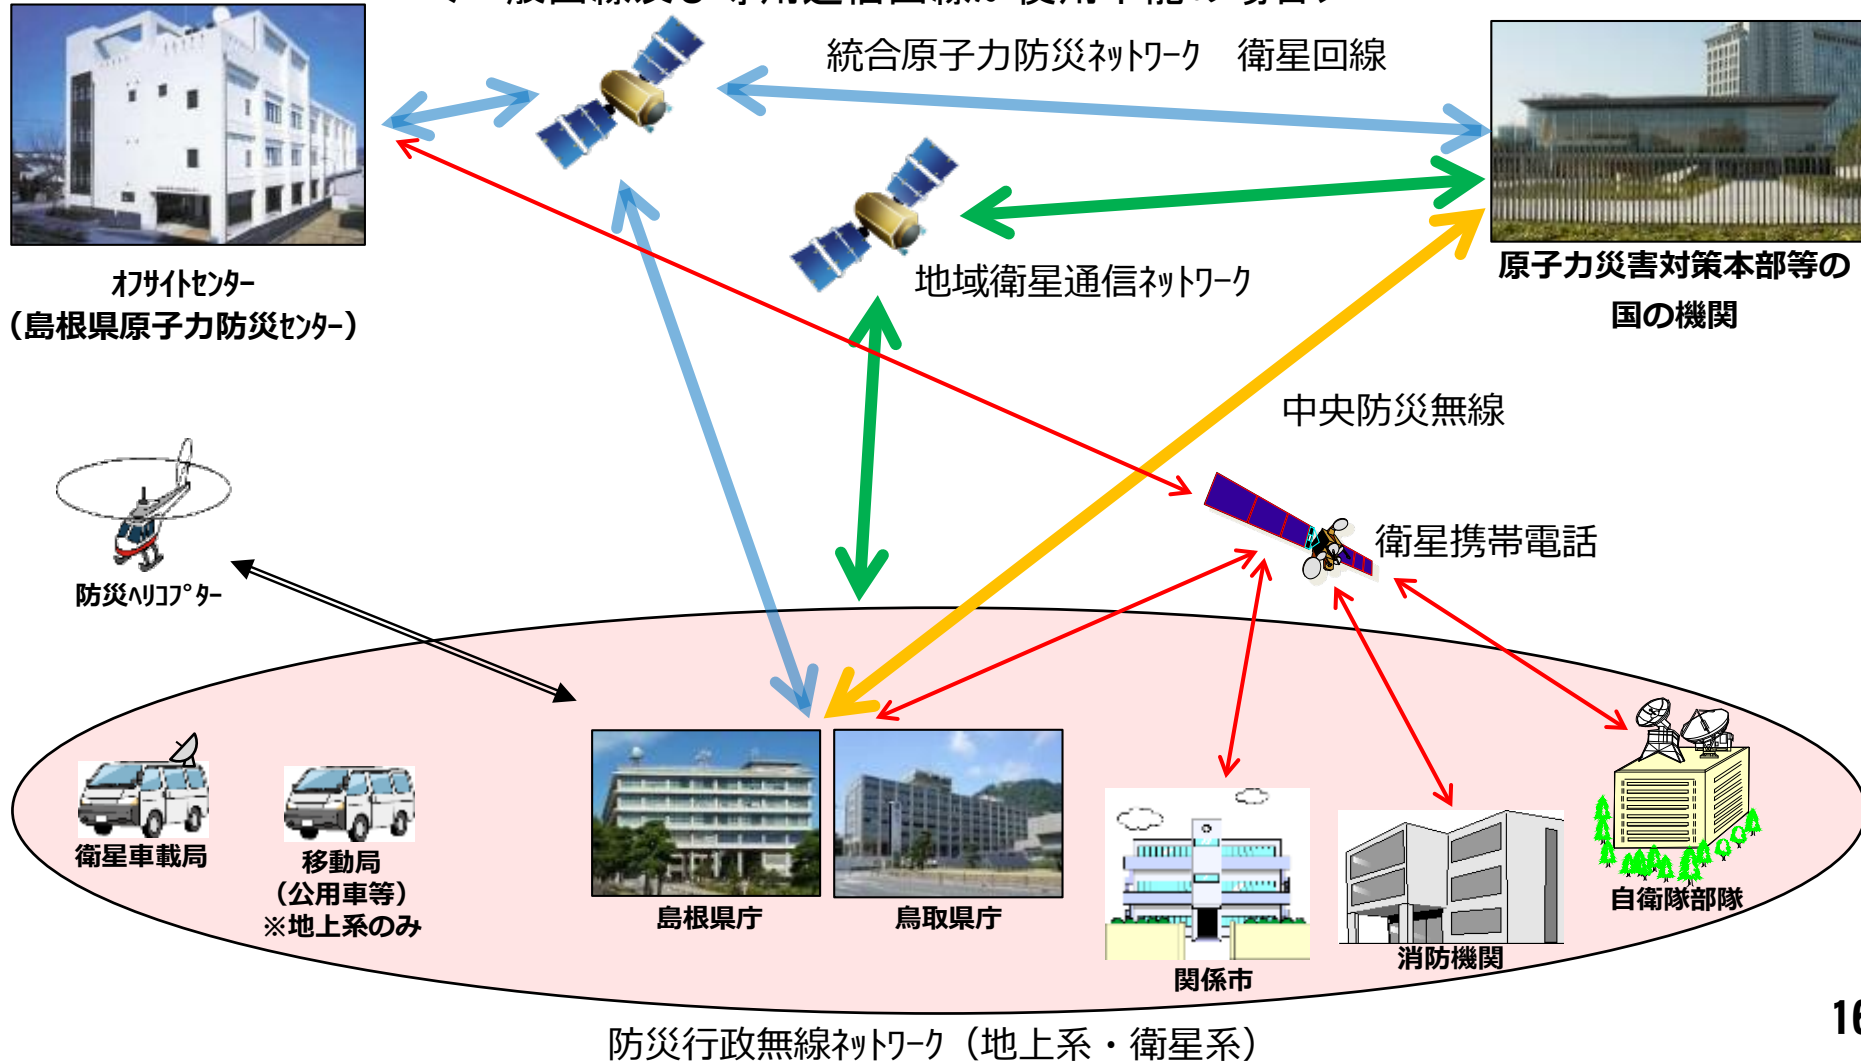 統合原子力防災ﾈｯﾄﾜｰｸ　衛星回線
地域衛星通信ﾈｯﾄﾜｰｸ
ｵﾌｻｲﾄｾﾝﾀｰ
（島根県原子力防災ｾﾝﾀｰ）
原子力災害対策本部等の
国の機関
中央防災無線
衛星携帯電話
防災ﾍﾘｺﾌﾟﾀｰ
衛星車載局
移動局
（公用車等）
※地上系のみ
島根県庁
鳥取県庁
関係市
消防機関
自衛隊部隊
防災行政無線ﾈｯﾄﾜｰｸ（地上系・衛星系）